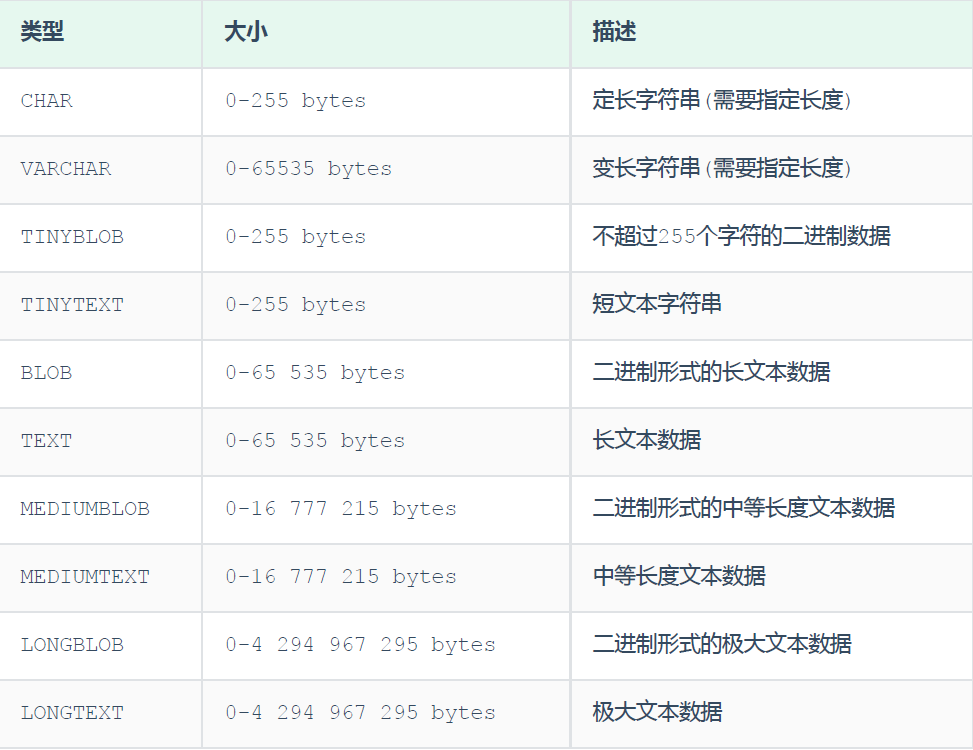 类型 大小 描述
CHAR 0-255 bytes 定长字符串(需要指定长度)
VARCHAR 0-65535 bytes 变长字符串(需要指定长度)
TINYBLOB 0-255 bytes 不超过255个字符的二进制数据
TINYTEXT 0-255 bytes 短文本字符串
BLOB 0-65 535 bytes 二进制形式的长文本数据
TEXT 0-65 535 bytes 长文本数据
MEDIUMBLOB 0-16 777 215 bytes 二进制形式的中等长度文本数据
MEDIUMTEXT 0-16 777 215 bytes 中等长度文本数据
LONGBLOB 0-4 294 967 295 bytes 二进制形式的极大文本数据
LONGTEXT 0-4 294 967 295 bytes 极大文本数据